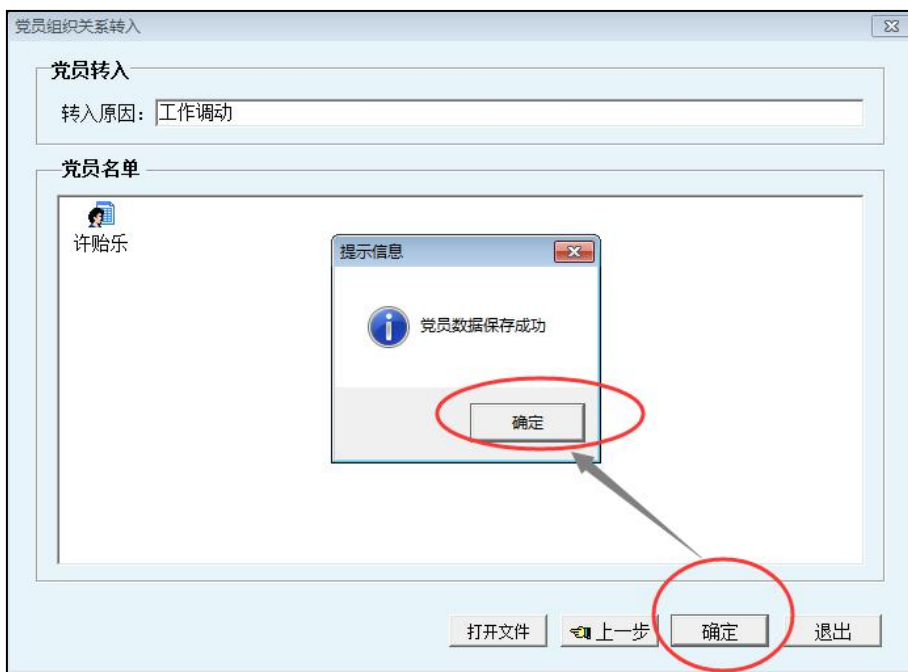 党员组织关系转入
党员转入
转入原因：工作调动
党员名单
许贻乐
提示信息
党员数据保存成功
确定
打开文件 上一步 确定 退出